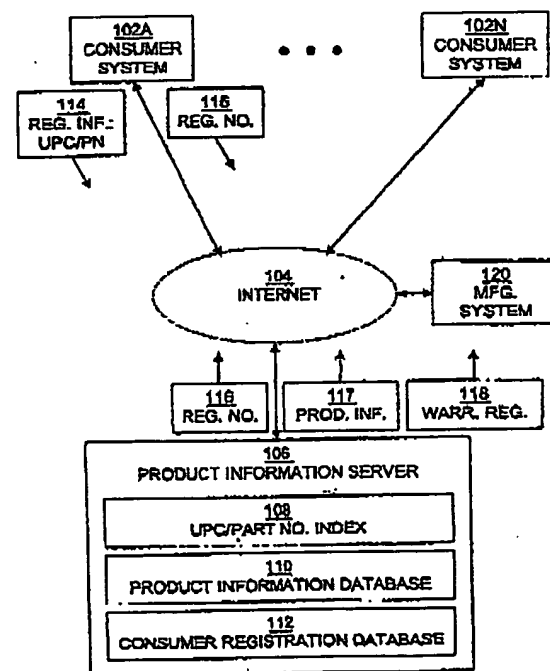 102A
CONSUMER
SYSTEM
102N
CONSUMER
SYSTEM
114
REG. INF.:
UPC/PN
115
REG. NO.
104
INTERNET
120
MFG.
SYSTEM
116
REG. NO.
117
PROD. INF.
118
WARR. REG.
106
PRODUCT INFORMATION SERVER
108
UPC/PART NO. INDEX
110
PRODUCT INFORMATION DATABASE
112
CONSUMER REGISTRATION DATABASE